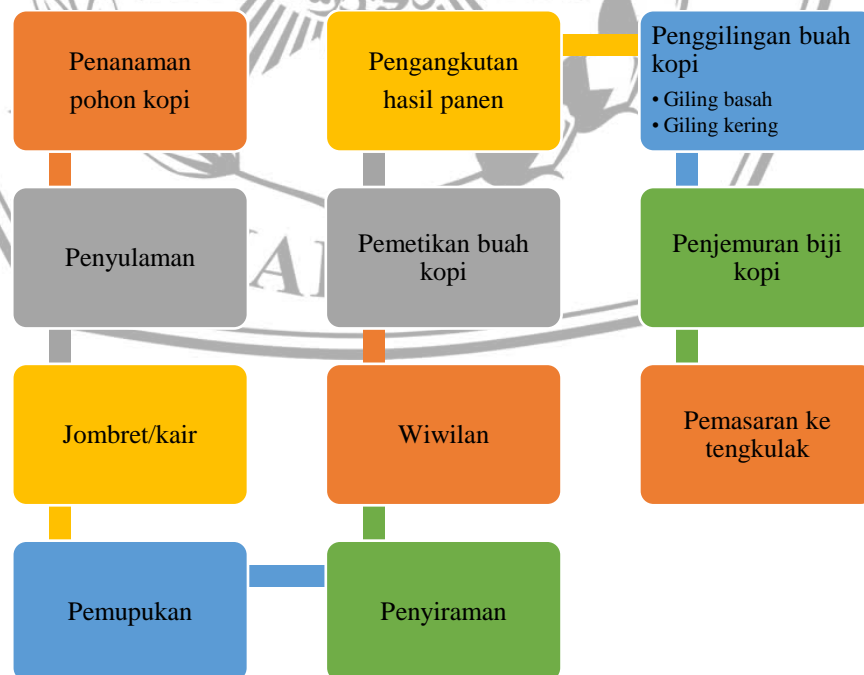 Penanaman
pohon kopi
Penyulaman
Jombret/kair
Pemupukan
Penyiraman
Wiwilan
Pemetikan buah
kopi
Pengangkutan
hasil panen
Penggilingan buah
kopi
• Giling basah
• Giling kering
Penjemuran biji
kopi
Pemasaran ke
tengkulak